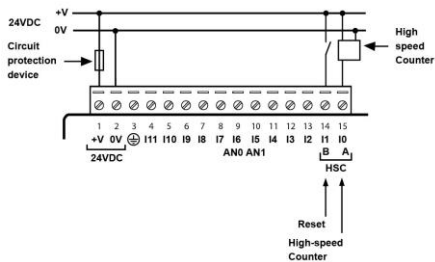 +V
24VDC
0V
Circuit
protection
device
High
speed
Counter
1 2 3 4 5 6 7 8 9 10 11 12 13 14 15
+V 0V I11 I10 I9 I8 I7 I6 I5 I4 I3 I2 I1 I0
24VDC
AN0 AN1
B A
HSC
Reset
High-speed
Counter